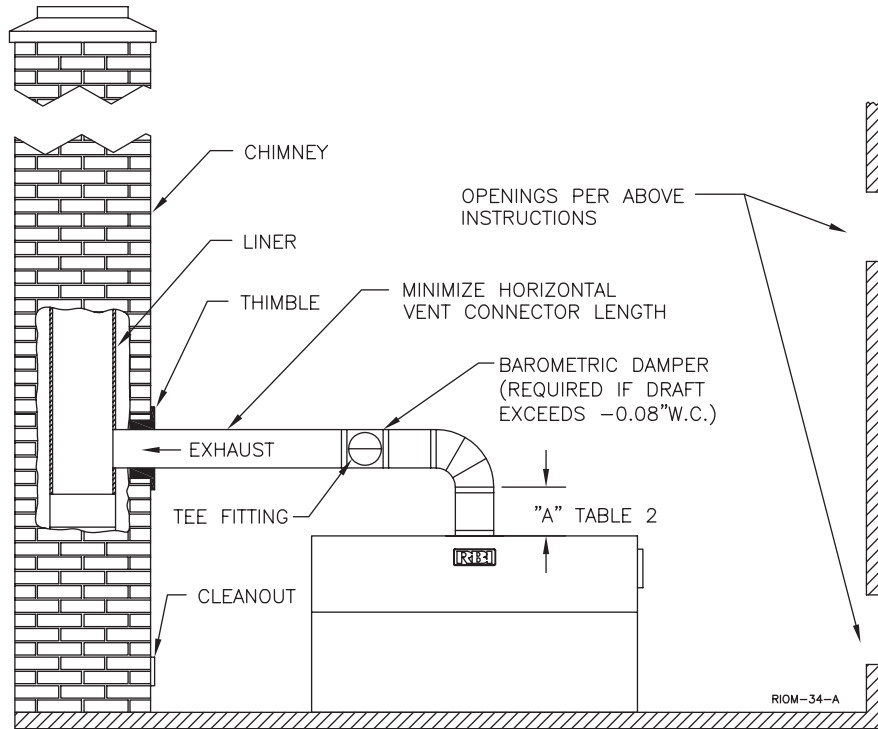 CHIMNEY
OPENINGS PER ABOVE
INSTRUCTIONS
LINER
THIMBLE
MINIMIZE HORIZONTAL
VENT CONNECTOR LENGTH
BAROMETRIC DAMPER
(REQUIRED IF DRAFT
EXCEEDS -0.08"W.C.)
EXHAUST
TEE FITTING
"A" TABLE 2
RBI
CLEANOUT
RIOM-34-A